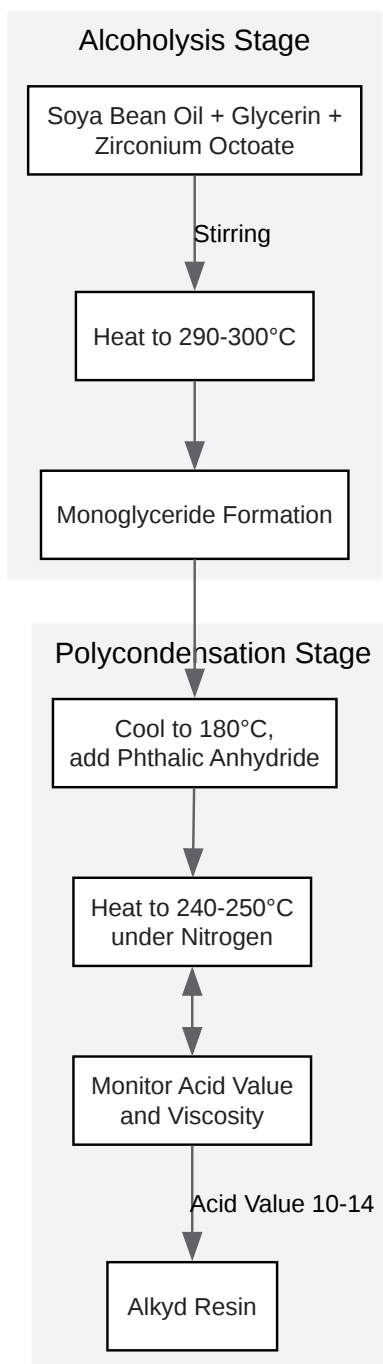 Alcoholysis Stage
Soya Bean Oil + Glycerin +
Zirconium Octoate
Stirring
Heat to 290-300°C
Monoglyceride Formation
Polycondensation Stage
Cool to 180°C,
add Phthalic Anhydride
Heat to 240-250°C
under Nitrogen
Monitor Acid Value
and Viscosity
Acid Value 10-14
Alkyd Resin